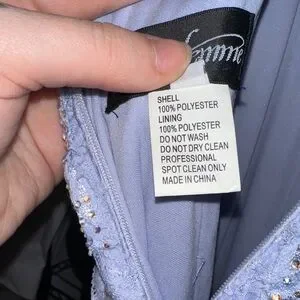 SHELL
100% POLYESTER
LINING
100% POLYESTER
DO NOT WASH
DO NOT DRY CLEAN
PROFESSIONAL
SPOT CLEAN ONLY
MADE IN CHINA